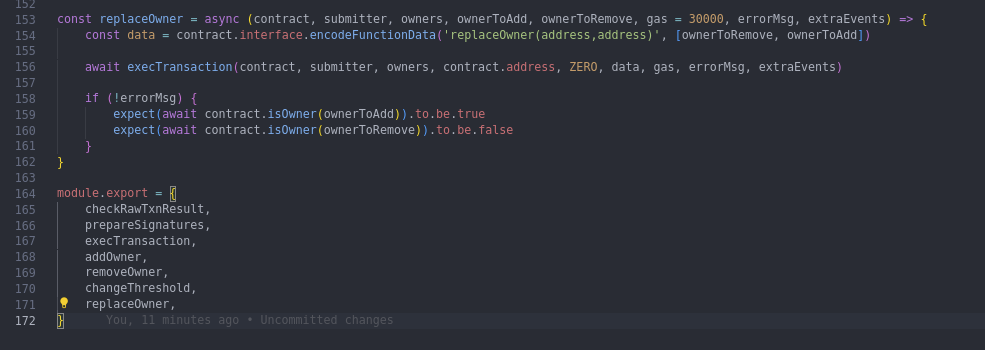 152
153 const replaceOwner = async (contract, submitter, owners, ownerToAdd, ownerToRemove, gas = 30000, errorMsg, extraEvents) => {
154     const data = contract.interface.encodeFunctionData('replaceOwner(address,address)', [ownerToRemove, ownerToAdd])
155
156     await execTransaction(contract, submitter, owners, contract.address, ZERO, data, gas, errorMsg, extraEvents)
157
158     if (!errorMsg) {
159         expect(await contract.isOwner(ownerToAdd)).to.be.true
160         expect(await contract.isOwner(ownerToRemove)).to.be.false
161     }
162 }
163
164 module.export = {
165     checkRawTxnResult,
166     prepareSignatures,
167     execTransaction,
168     addOwner,
169     removeOwner,
170     changeThreshold,
171     replaceOwner,
172 }     You, 11 minutes ago • Uncommitted changes